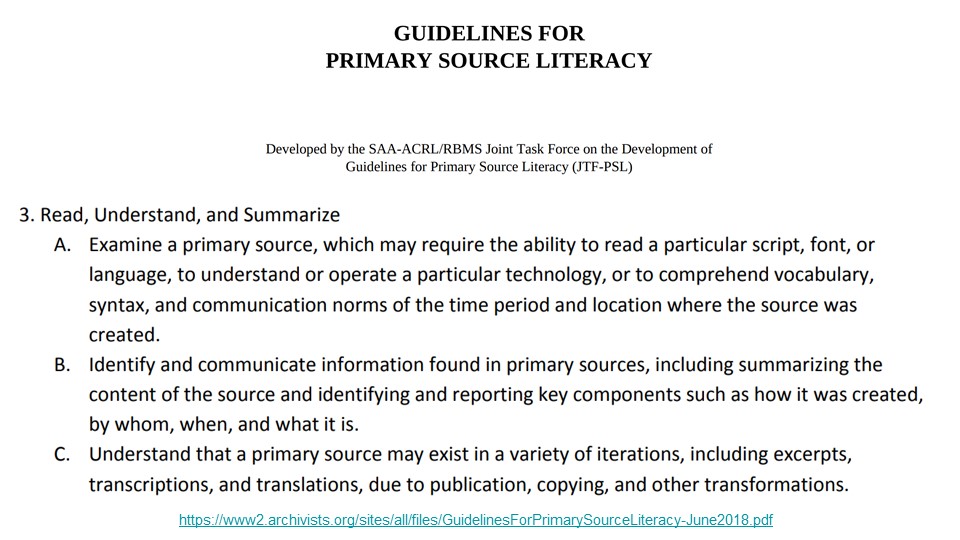 GUIDELINES FOR
PRIMARY SOURCE LITERACY
Developed by the SAA-ACRL/RBMS Joint Task Force on the Development of
Guidelines for Primary Source Literacy (JTF-PSL)
3. Read, Understand, and Summarize
A. Examine a primary source, which may require the ability to read a particular script, font, or
language, to understand or operate a particular technology, or to comprehend vocabulary,
syntax, and communication norms of the time period and location where the source was
created.
B. Identify and communicate information found in primary sources, including summarizing the
content of the source and identifying and reporting key components such as how it was created,
by whom, when, and what it is.
C. Understand that a primary source may exist in a variety of iterations, including excerpts,
transcriptions, and translations, due to publication, copying, and other transformations.
https://www2.archivists.org/sites/all/files/GuidelinesForPrimarySourceLiteracy-June2018.pdf